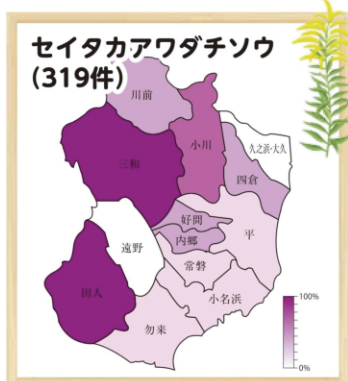 セイタカアワダチソウ
(319件)
川前
小川
久之浜・大久
三和
四倉
好間
平
内郷
遠野
常磐
田人
小名浜
勿来
100%
0%